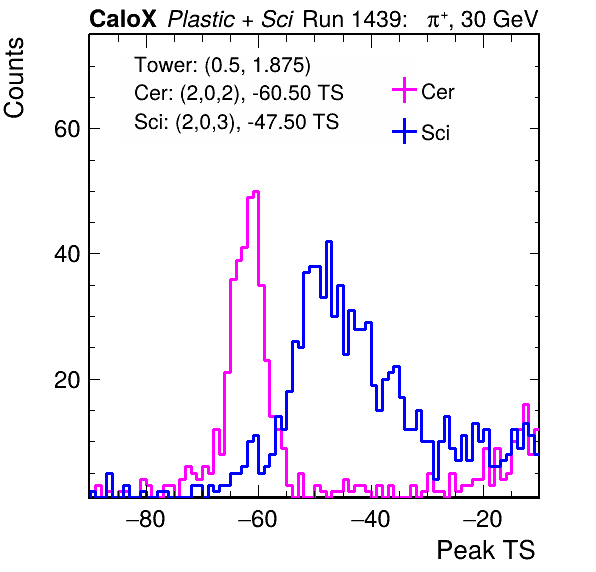 CaloX Plastic + Sci Run 1439: π⁺, 30 GeV
Counts
Tower: (0.5, 1.875)
Cer: (2,0,2), -60.50 TS
Sci: (2,0,3), -47.50 TS
Cer
Sci
60
40
20
−80 −60 −40 −20
Peak TS